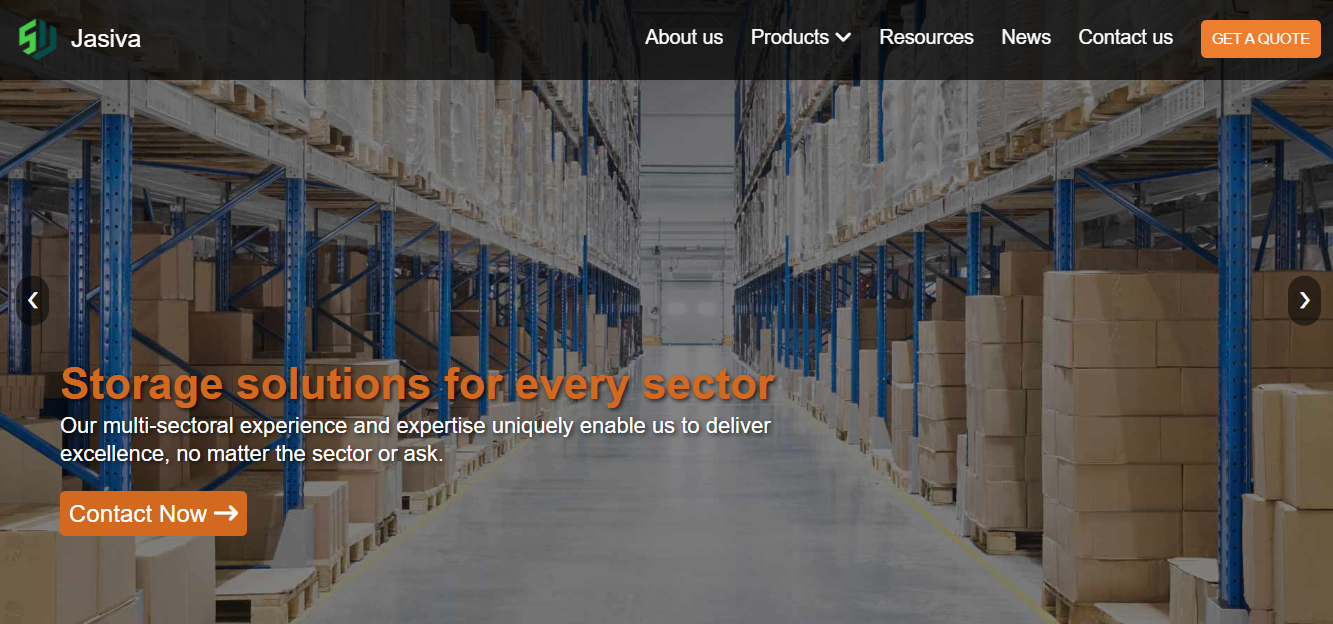 Jasiva
About us
Products
Resources
News
Contact us
GET A QUOTE
Storage solutions for every sector
Our multi-sectoral experience and expertise uniquely enable us to deliver
excellence, no matter the sector or ask.
Contact Now →